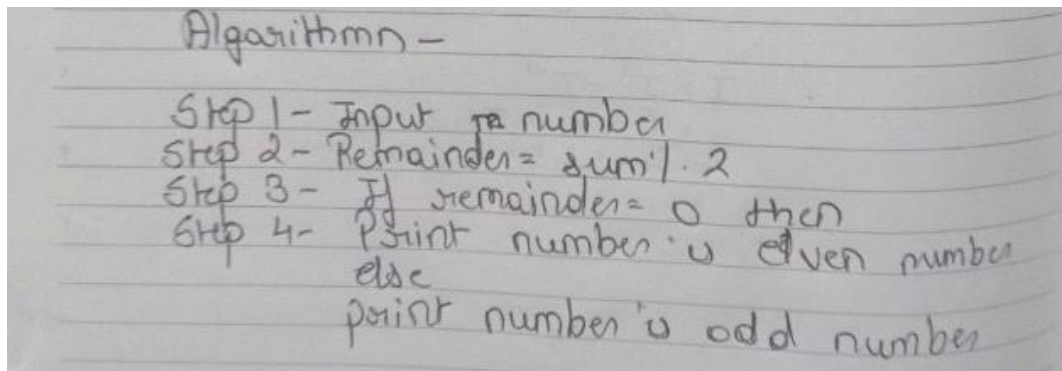 Algarithmn -
Step 1 - Input number
Step 2 - Remainder = sum % 2
Step 3 - If remainder = 0 then
Step 4 - Print number is even number
else
print number is odd number